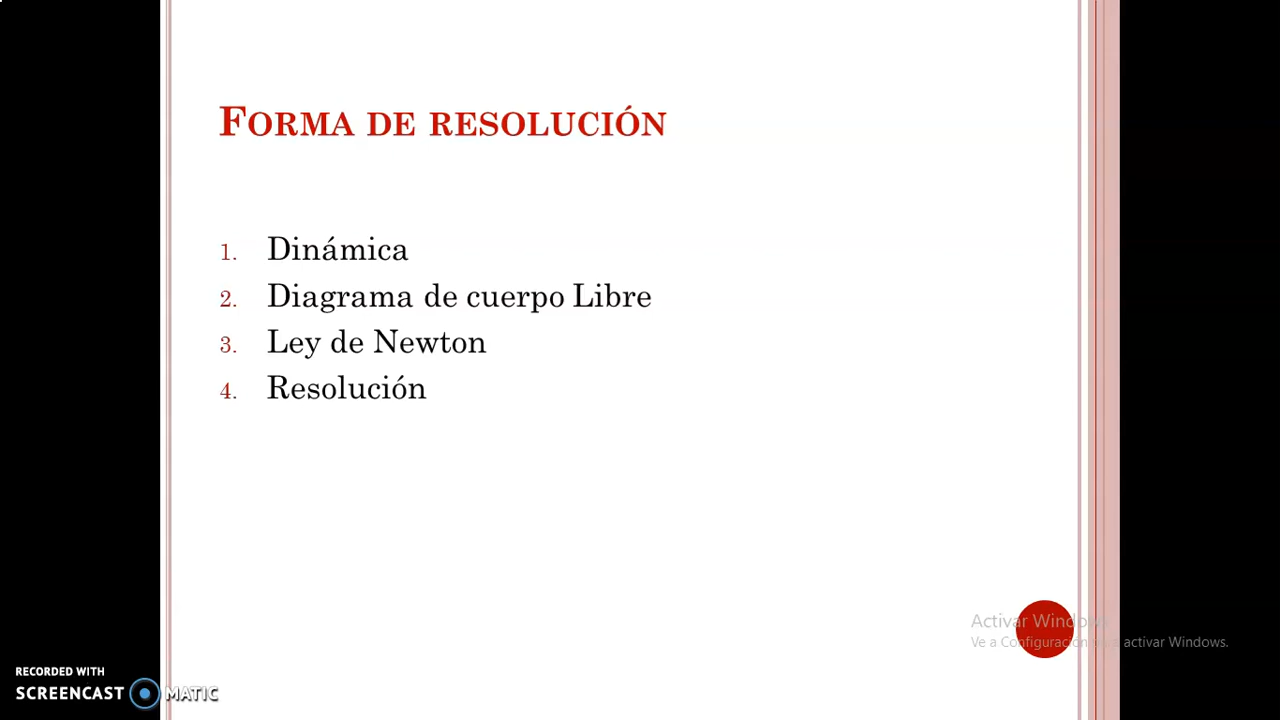 Forma de resolución
1. Dinámica
2. Diagrama de cuerpo Libre
3. Ley de Newton
4. Resolución
Activar Windows
Ve a Configuración para activar Windows.
RECORDED WITH
SCREENCAST MATIC